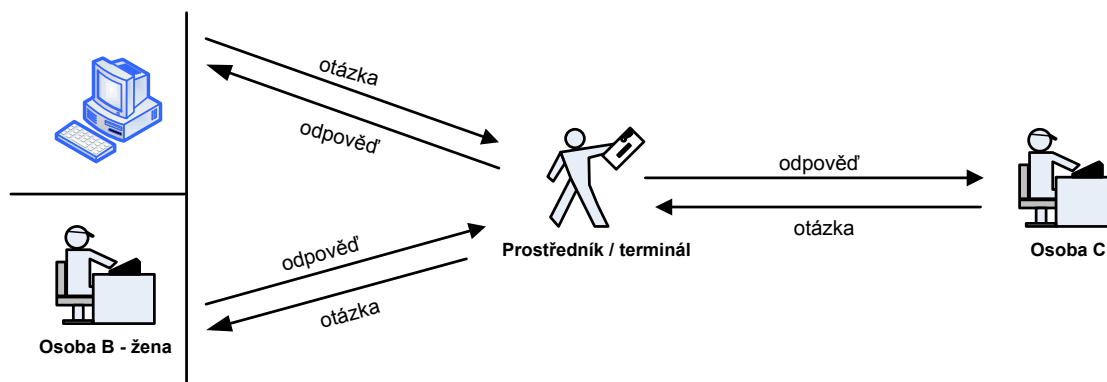 otázka
odpověď
odpověď
otázka
Prostředník / terminál
odpověď
otázka
Osoba C
Osoba B - žena